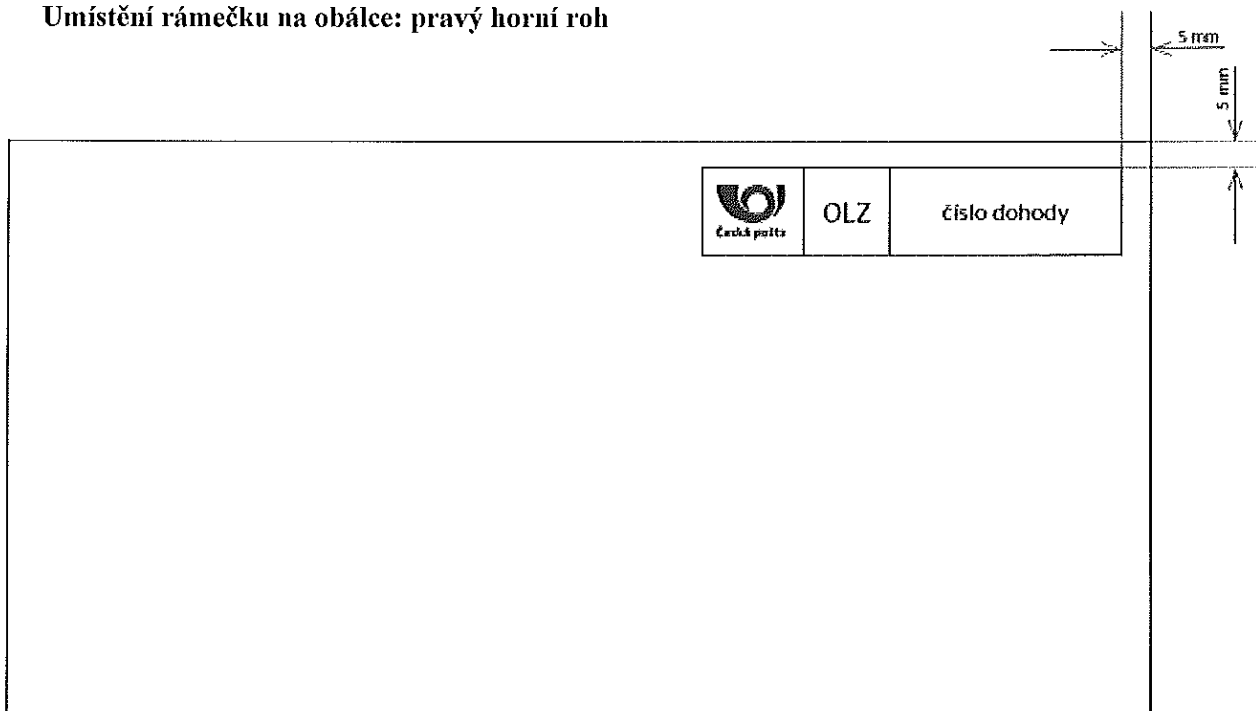 Umístění rámečku na obálce: pravý horní roh
5 mm
5 mm
Česká pošta
OLZ
číslo dohody